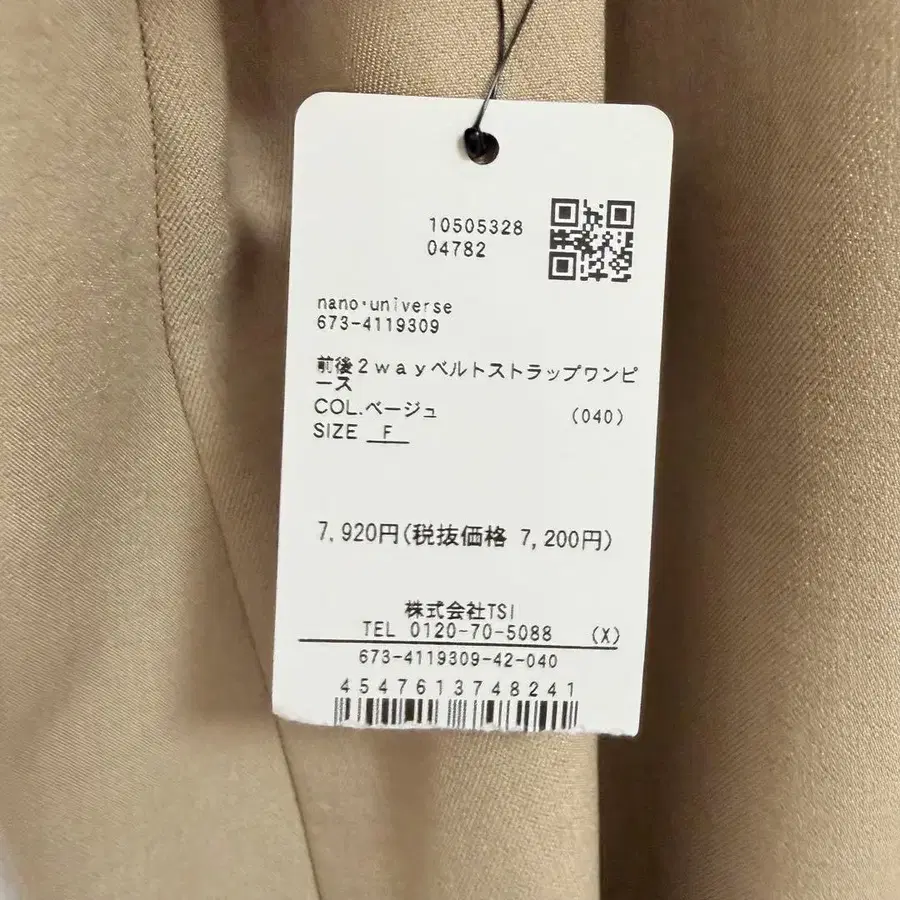 10505328
04782
nano･universe
673-4119309
前後２ｗａｙベルトストラップワンピ
ース
COL.ベージュ (040)
SIZE F
7,920円(税抜価格 7,200円)
株式会社TSI
TEL 0120-70-5088 (X)
673-4119309-42-040
4547613748241